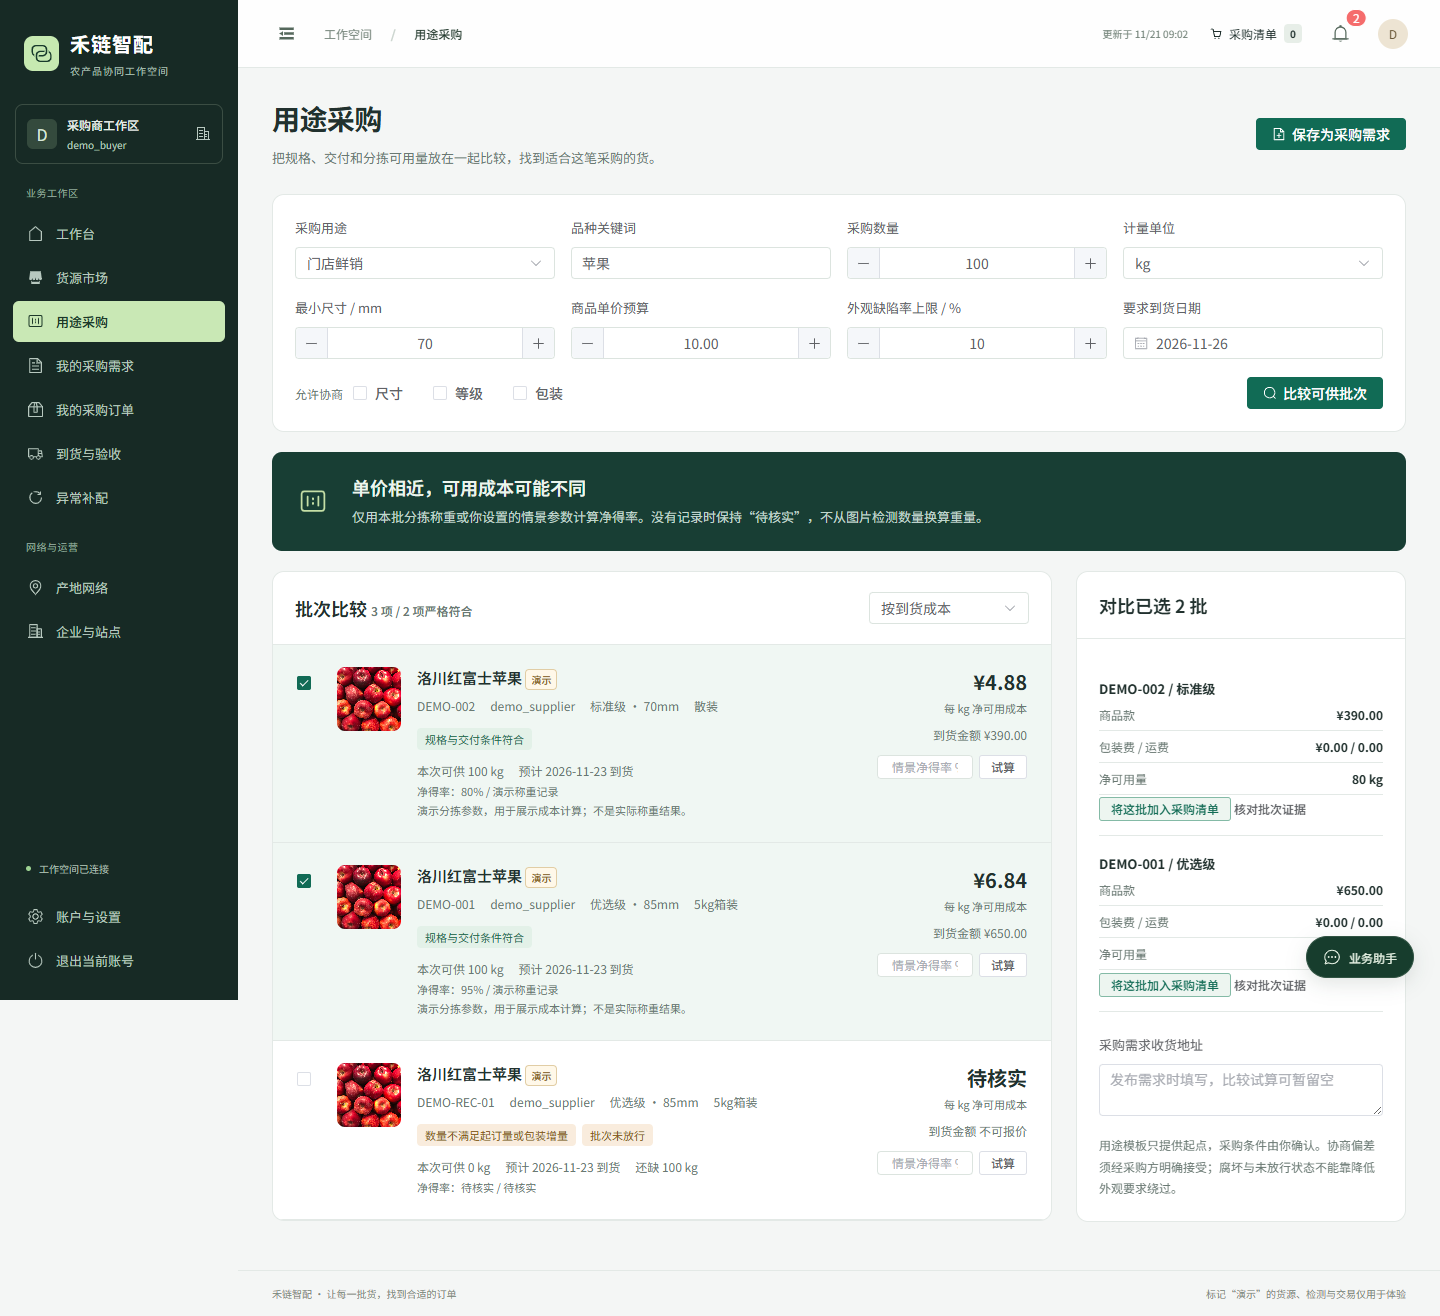 禾链智配
农产品协同工作空间
D
采购商工作区
demo_buyer
业务工作区
工作台
货源市场
用途采购
我的采购需求
我的采购订单
到货与验收
异常补配
网络与运营
产地网络
企业与站点
工作空间已连接
账户与设置
退出当前账号
工作空间 / 用途采购
更新于 11/21 09:02
采购清单 0
2
D
用途采购
把规格、交付和分拣可用量放在一起比较，找到适合这笔采购的货。
保存为采购需求
采购用途 品种关键词 采购数量 计量单位
门店鲜销 苹果 100 kg
最小尺寸 / mm 商品单价预算 外观缺陷率上限 / % 要求到货日期
70 10.00 10 2026-11-26
允许协商 尺寸 等级 包装
比较可供批次
单价相近，可用成本可能不同
仅用本批分拣称重或你设置的情景参数计算净得率。没有记录时保持“待核实”，不从图片检测数量换算重量。
批次比较 3 项 / 2 项严格符合
按到货成本
洛川红富士苹果 演示
DEMO-002 demo_supplier 标准级 · 70mm 散装
规格与交付条件符合
本次可供 100 kg 预计 2026-11-23 到货
净得率：80% / 演示称重记录
演示分拣参数，用于展示成本计算；不是实际称重结果。
¥4.88
每 kg 净可用成本
到货金额 ¥390.00
情景净得率 试算
洛川红富士苹果 演示
DEMO-001 demo_supplier 优选级 · 85mm 5kg箱装
规格与交付条件符合
本次可供 100 kg 预计 2026-11-23 到货
净得率：95% / 演示称重记录
演示分拣参数，用于展示成本计算；不是实际称重结果。
¥6.84
每 kg 净可用成本
到货金额 ¥650.00
情景净得率 试算
洛川红富士苹果 演示
DEMO-REC-01 demo_supplier 优选级 · 85mm 5kg箱装
数量不满足起订量或包装增量 批次未放行
本次可供 0 kg 预计 2026-11-23 到货 还缺 100 kg
净得率：待核实 / 待核实
待核实
每 kg 净可用成本
到货金额 不可报价
情景净得率 试算
对比已选 2 批
DEMO-002 / 标准级
商品款 ¥390.00
包装费 / 运费 ¥0.00 / 0.00
净可用量 80 kg
将这批加入采购清单 核对批次证据
DEMO-001 / 优选级
商品款 ¥650.00
包装费 / 运费 ¥0.00 / 0.00
净可用量
将这批加入采购清单 核对批次证据
业务助手
采购需求收货地址
发布需求时填写，比较试算可暂留空
用途模板只提供起点，采购条件由你确认。协商偏差
须经采购方明确接受；腐坏与未放行状态不能靠降低
外观要求绕过。
禾链智配 · 让每一批货，找到合适的订单
标记“演示”的货源、检测与交易仅用于体验